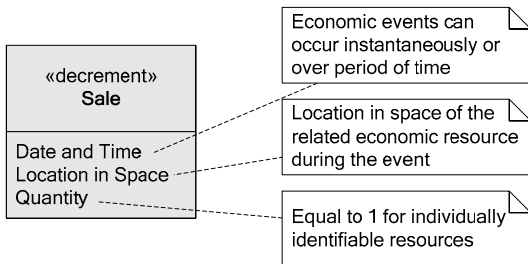 «decrement»
Sale
Date and Time
Location in Space
Quantity
Economic events can
occur instantaneously or
over period of time
Location in space of the
related economic resource
during the event
Equal to 1 for individually
identifiable resources